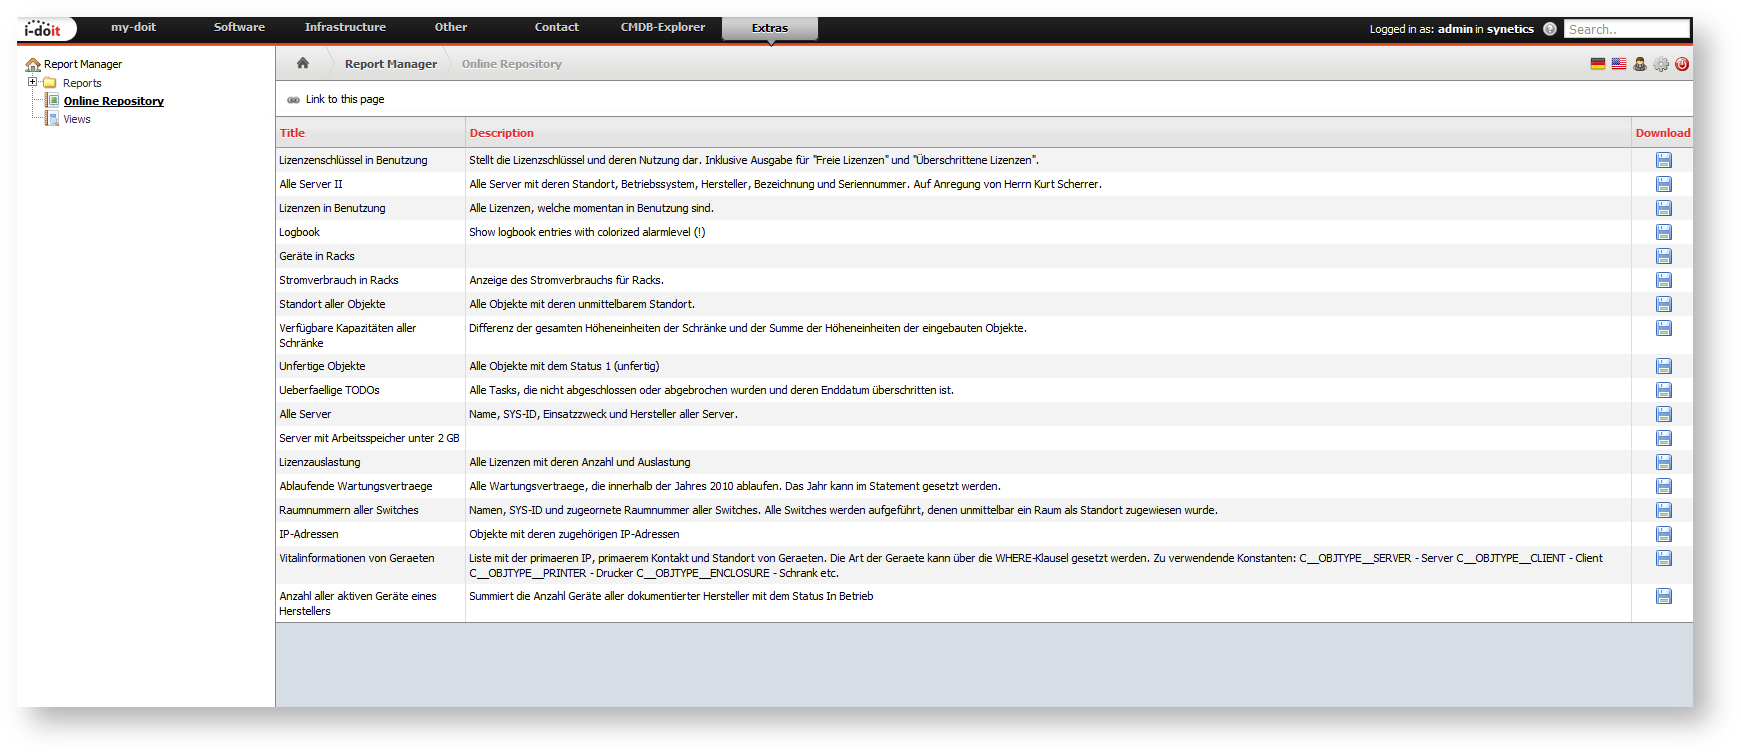 i-doit
my-doit Software Infrastructure Other Contact CMDB-Explorer Extras Logged in as: admin in synetics ? Search..
Report Manager
Reports
Online Repository
Views
Report Manager Online Repository
Link to this page
Title Description Download
Lizenzenschlüssel in Benutzung Stellt die Lizenzschlüssel und deren Nutzung dar. Inklusive Ausgabe für "Freie Lizenzen" und "Überschrittene Lizenzen".
Alle Server II Alle Server mit deren Standort, Betriebssystem, Hersteller, Bezeichnung und Seriennummer. Auf Anregung von Herrn Kurt Scherrer.
Lizenzen in Benutzung Alle Lizenzen, welche momentan in Benutzung sind.
Logbook Show logbook entries with colorized alarmlevel (!)
Geräte in Racks
Stromverbrauch in Racks Anzeige des Stromverbrauchs für Racks.
Standort aller Objekte Alle Objekte mit deren unmittelbarem Standort.
Verfügbare Kapazitäten aller Differenz der gesamten Höheneinheiten der Schränke und der Summe der Höheneinheiten der eingebauten Objekte.
Schränke
Unfertige Objekte Alle Objekte mit dem Status 1 (unfertig)
Ueberfaellige TODOs Alle Tasks, die nicht abgeschlossen oder abgebrochen wurden und deren Enddatum überschritten ist.
Alle Server Name, SYS-ID, Einsatzzweck und Hersteller aller Server.
Server mit Arbeitsspeicher unter 2 GB
Lizenzauslastung Alle Lizenzen mit deren Anzahl und Auslastung
Ablaufende Wartungsvertraege Alle Wartungsvertraege, die innerhalb der Jahres 2010 ablaufen. Das Jahr kann im Statement gesetzt werden.
Raumnummern aller Switches Namen, SYS-ID und zugeornete Raumnummer aller Switches. Alle Switches werden aufgeführt, denen unmittelbar ein Raum als Standort zugewiesen wurde.
IP-Adressen Objekte mit deren zugehörigen IP-Adressen
Vitalinformationen von Geraeten Liste mit der primaeren IP, primaerem Kontakt und Standort von Geraeten. Die Art der Geraete kann über die WHERE-Klausel gesetzt werden. Zu verwendende Konstanten: C__OBJTYPE__SERVER - Server C__OBJTYPE__CLIENT - Client
C__OBJTYPE__PRINTER - Drucker C__OBJTYPE__ENCLOSURE - Schrank etc.
Anzahl aller aktiven Geräte eines Summiert die Anzahl Geräte aller dokumentierter Hersteller mit dem Status In Betrieb
Herstellers